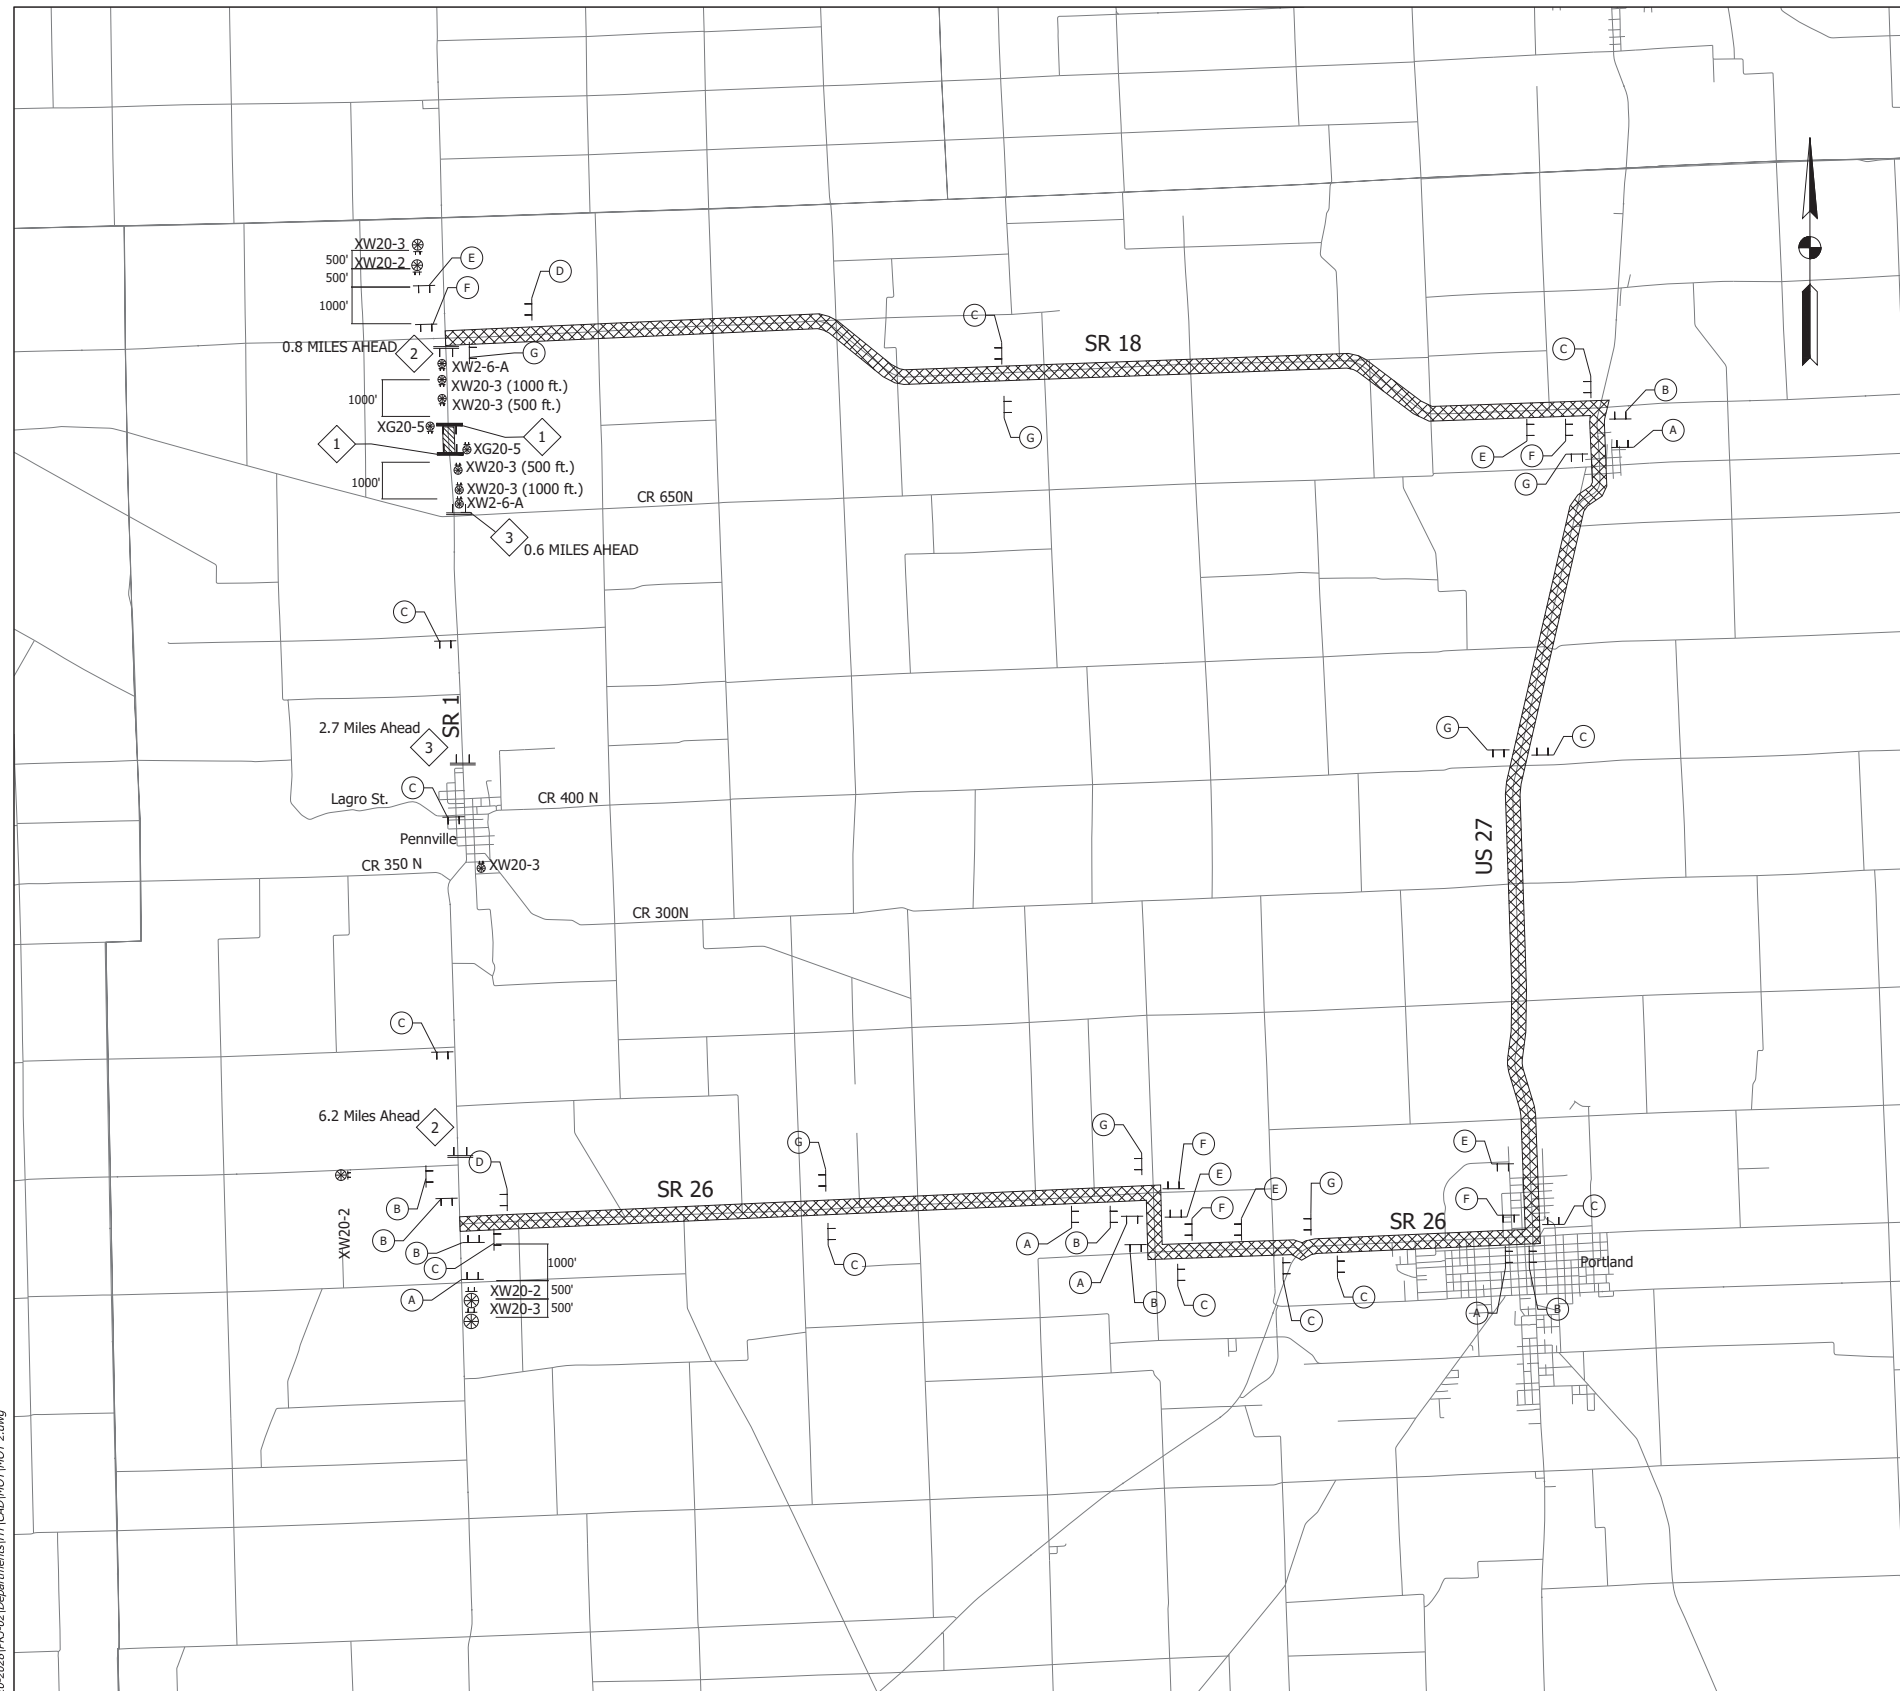 XW20-3
500'
XW20-2
E
D
500'
F
1000'
C
SR 18
0.8 MILES AHEAD
2
G
C
XW2-6-A
XW20-3 (1000 ft.)
B
1000'
XW20-3 (500 ft.)
XG20-5
1
1
G
A
XG20-5
E
F
XW20-3 (500 ft.)
1000'
XW20-3 (1000 ft.)
G
XW2-6-A
CR 650N
3
0.6 MILES AHEAD
C
SR 1
2.7 Miles Ahead
3
G
C
C
Lagro St.
CR 400 N
Pennville
US 27
CR 350 N
XW20-3
CR 300N
C
6.2 Miles Ahead
2
G
G
F
E
D
E
E
G
SR 26
B
F
F
C
SR 26
XW20-2
B
B
A
B
C
C
1000'
C
Portland
A
XW20-2
500'
A
B
C
C
XW20-3
500'
C
A
B